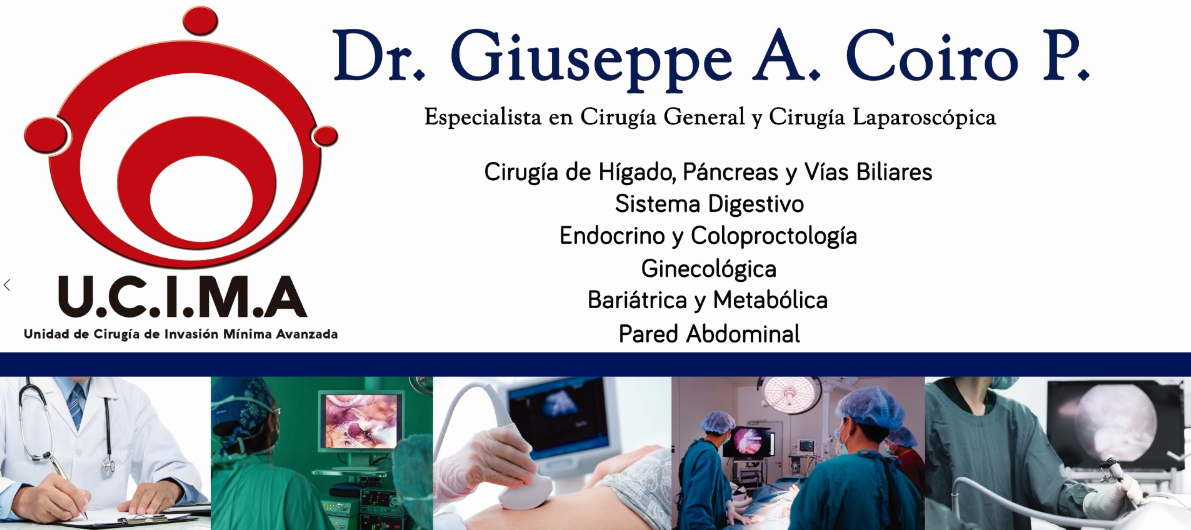 Dr. Giuseppe A. Coiro P.
Especialista en Cirugía General y Cirugía Laparoscópica
Cirugía de Hígado, Páncreas y Vías Biliares
Sistema Digestivo
Endocrino y Coloproctología
Ginecológica
Bariátrica y Metabólica
Pared Abdominal
U.C.I.M.A
Unidad de Cirugía de Invasión Mínima Avanzada